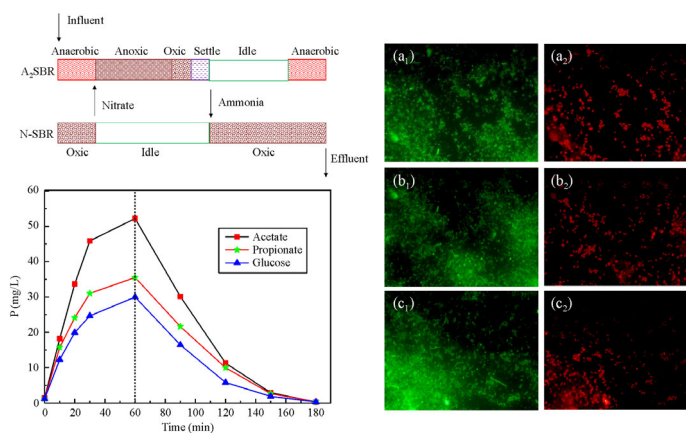 Influent
Anaerobic Anoxic Oxic Settle Idle Anaerobic
A₂SBR
Nitrate Ammonia
N-SBR
Oxic Idle Oxic
Effluent
60
50
40
30
20
10
0
P (mg/L)
Acetate
Propionate
Glucose
0 20 40 60 80 100 120 140 160 180
Time (min)
(a₁) (a₂)
(b₁) (b₂)
(c₁) (c₂)